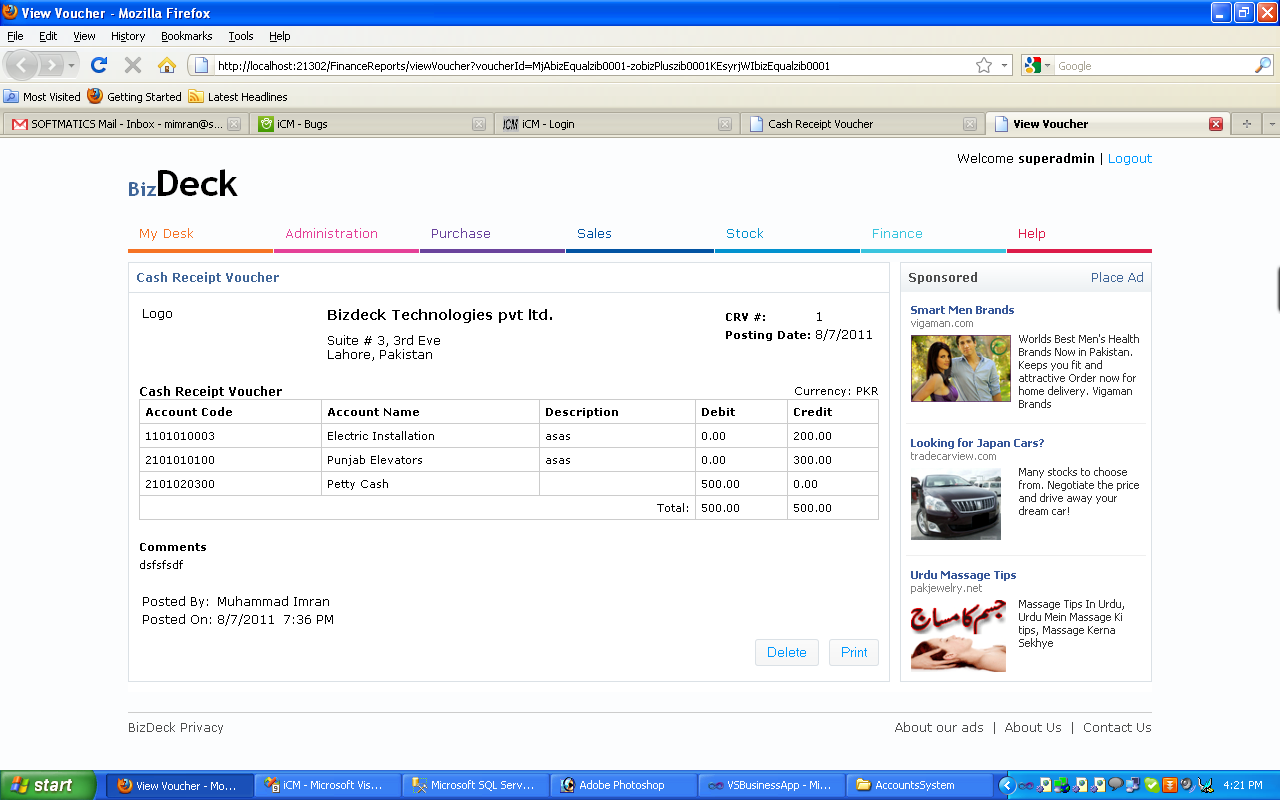 View Voucher - Mozilla Firefox
File Edit View History Bookmarks Tools Help
http://localhost:21302/FinanceReports/viewVoucher?voucherId=MjAbizEqualzib0001-zobizPluszib0001KEsyrjWIbizEqualzib0001
Google
Most Visited Getting Started Latest Headlines
SOFTMATICS Mail - Inbox - mimran@s... iCM - Bugs iCM iCM - Login Cash Receipt Voucher View Voucher
Welcome superadmin | Logout
BizDeck
My Desk Administration Purchase Sales Stock Finance Help
Cash Receipt Voucher
Logo
Bizdeck Technologies pvt ltd.
Suite # 3, 3rd Eve
Lahore, Pakistan
CRV #: 1
Posting Date: 8/7/2011
Cash Receipt Voucher Currency: PKR
Account Code Account Name Description Debit Credit
1101010003 Electric Installation asas 0.00 200.00
2101010100 Punjab Elevators asas 0.00 300.00
2101020300 Petty Cash 500.00 0.00
Total: 500.00 500.00
Comments
dsfsfsdf
Posted By: Muhammad Imran
Posted On: 8/7/2011 7:36 PM
Delete Print
Sponsored Place Ad
Smart Men Brands
vigaman.com
Worlds Best Men's Health
Brands Now in Pakistan.
Keeps you fit and
attractive Order now for
home delivery. Vigaman
Brands
Looking for Japan Cars?
tradecarview.com
Many stocks to choose
from. Negotiate the price
and drive away your
dream car!
Urdu Massage Tips
pakjewelry.net
جسم کا مساج
Massage Tips In Urdu,
Urdu Mein Massage Ki
tips, Massage Kerna
Sekhye
BizDeck Privacy
About our ads | About Us | Contact Us
start View Voucher - Mo... iCM - Microsoft Vis... Microsoft SQL Serv... Adobe Photoshop VSBusinessApp - Mi... AccountsSystem 4:21 PM